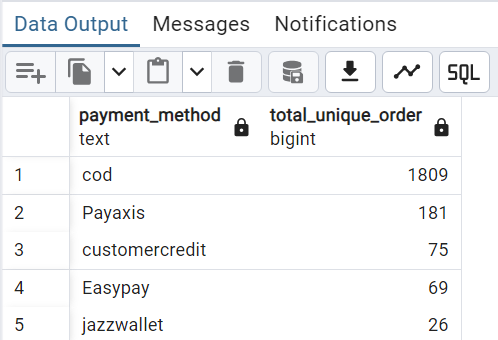 Data Output Messages Notifications
SQL
payment_method total_unique_order
text bigint
1 cod 1809
2 Payaxis 181
3 customercredit 75
4 Easypay 69
5 jazzwallet 26